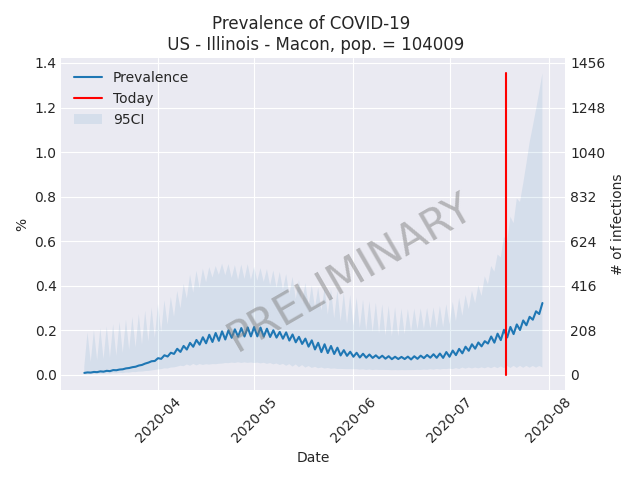 Prevalence of COVID-19
US - Illinois - Macon, pop. = 104009
Prevalence
Today
95CI
PRELIMINARY
%
1.4
1.2
1.0
0.8
0.6
0.4
0.2
0.0
1456
1248
1040
832
624
416
208
0
# of infections
2020-04
2020-05
2020-06
2020-07
2020-08
Date